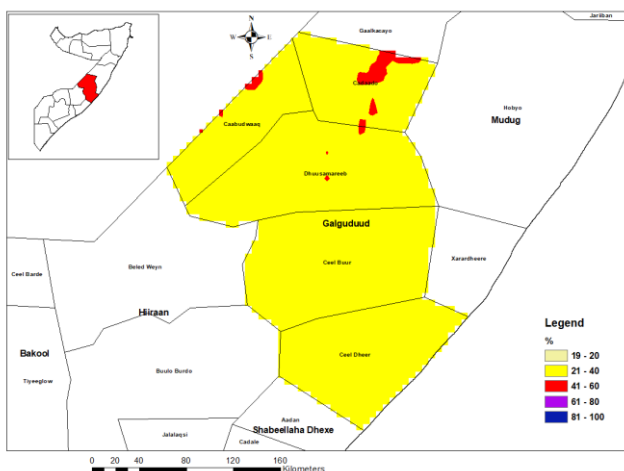 Jariiban
Gaalkacayo
N
W E
S
Hobyo
Mudug
Caabudwaaq
Dhuusamareeb
Galguduud
Ceel Barde
Beled Weyn
Ceel Buur
Xarardheere
Hiiraan
Bakool
Tiyeeglow
Buulo Burdo
Ceel Dheer
Aadan
Shabeellaha Dhexe
Jalalaqsi
Cadale
Legend
%
19 - 20
21 - 40
41 - 60
61 - 80
81 - 100
0 20 40 80 120 160
Kilometers